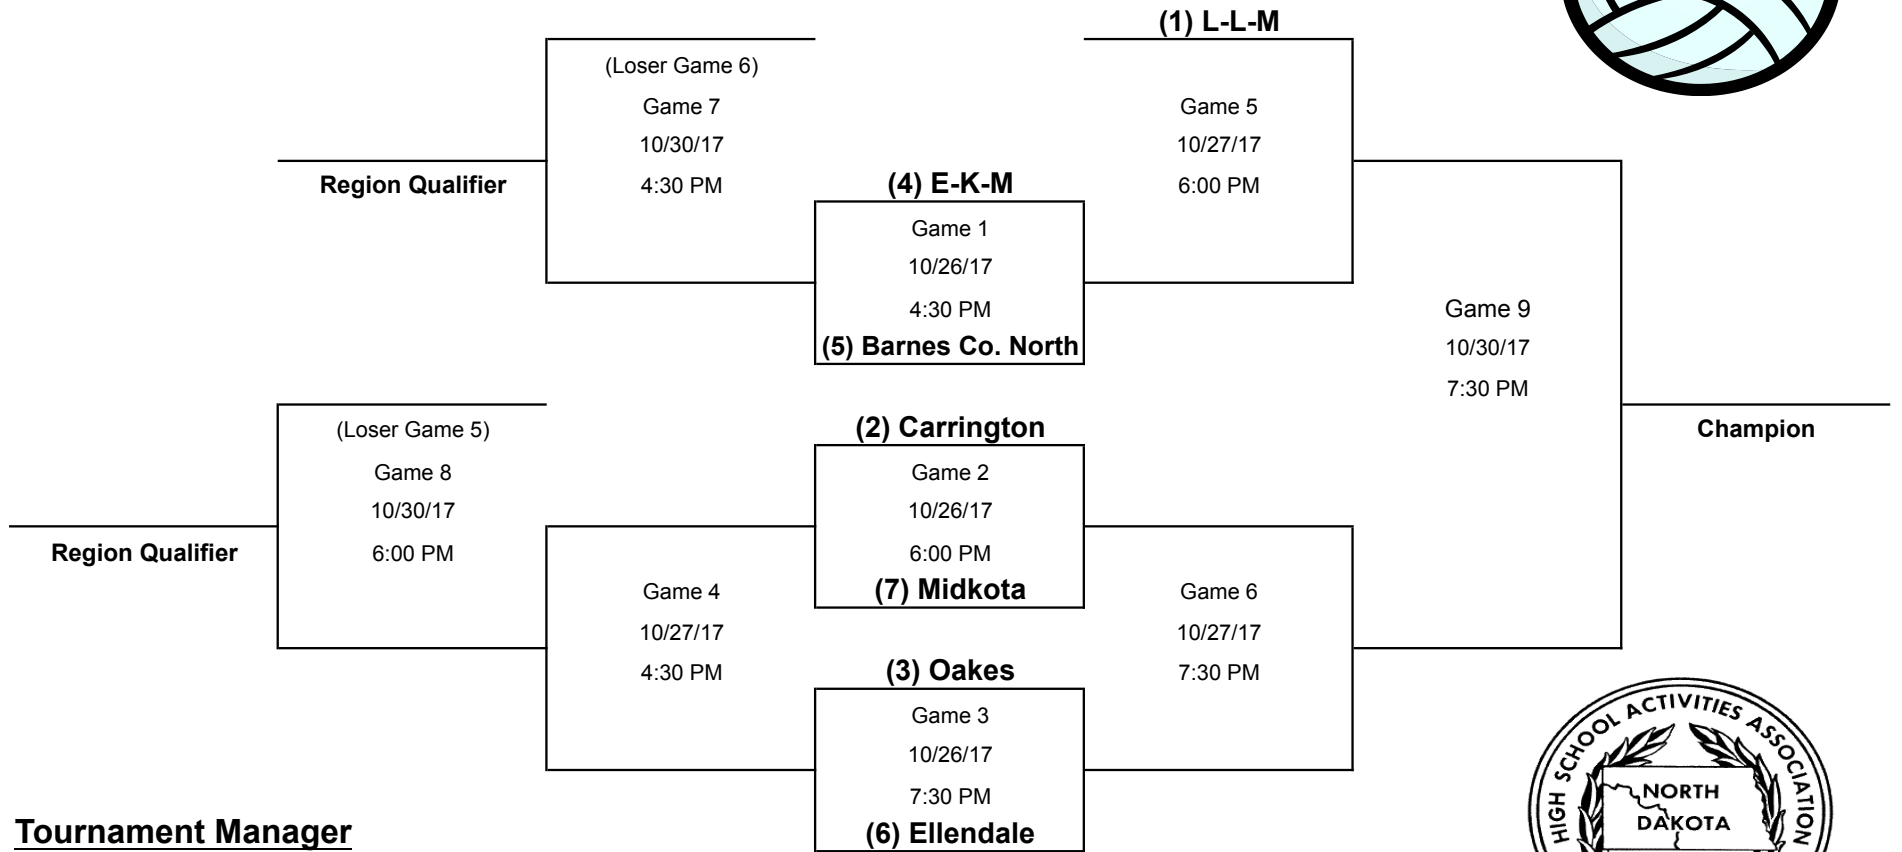 (1) L-L-M
(Loser Game 6)
Game 7
10/30/17
4:30 PM
Region Qualifier
Game 5
10/27/17
6:00 PM
(4) E-K-M
Game 1
10/26/17
4:30 PM
(5) Barnes Co. North
Game 9
10/30/17
7:30 PM
Champion
(Loser Game 5)
Game 8
10/30/17
6:00 PM
Region Qualifier
(2) Carrington
Game 2
10/26/17
6:00 PM
(7) Midkota
Game 4
10/27/17
4:30 PM
Game 6
10/27/17
7:30 PM
(3) Oakes
Game 3
10/26/17
7:30 PM
(6) Ellendale
Tournament Manager
HIGH SCHOOL ACTIVITIES ASSOCIATION
NORTH
DAKOTA